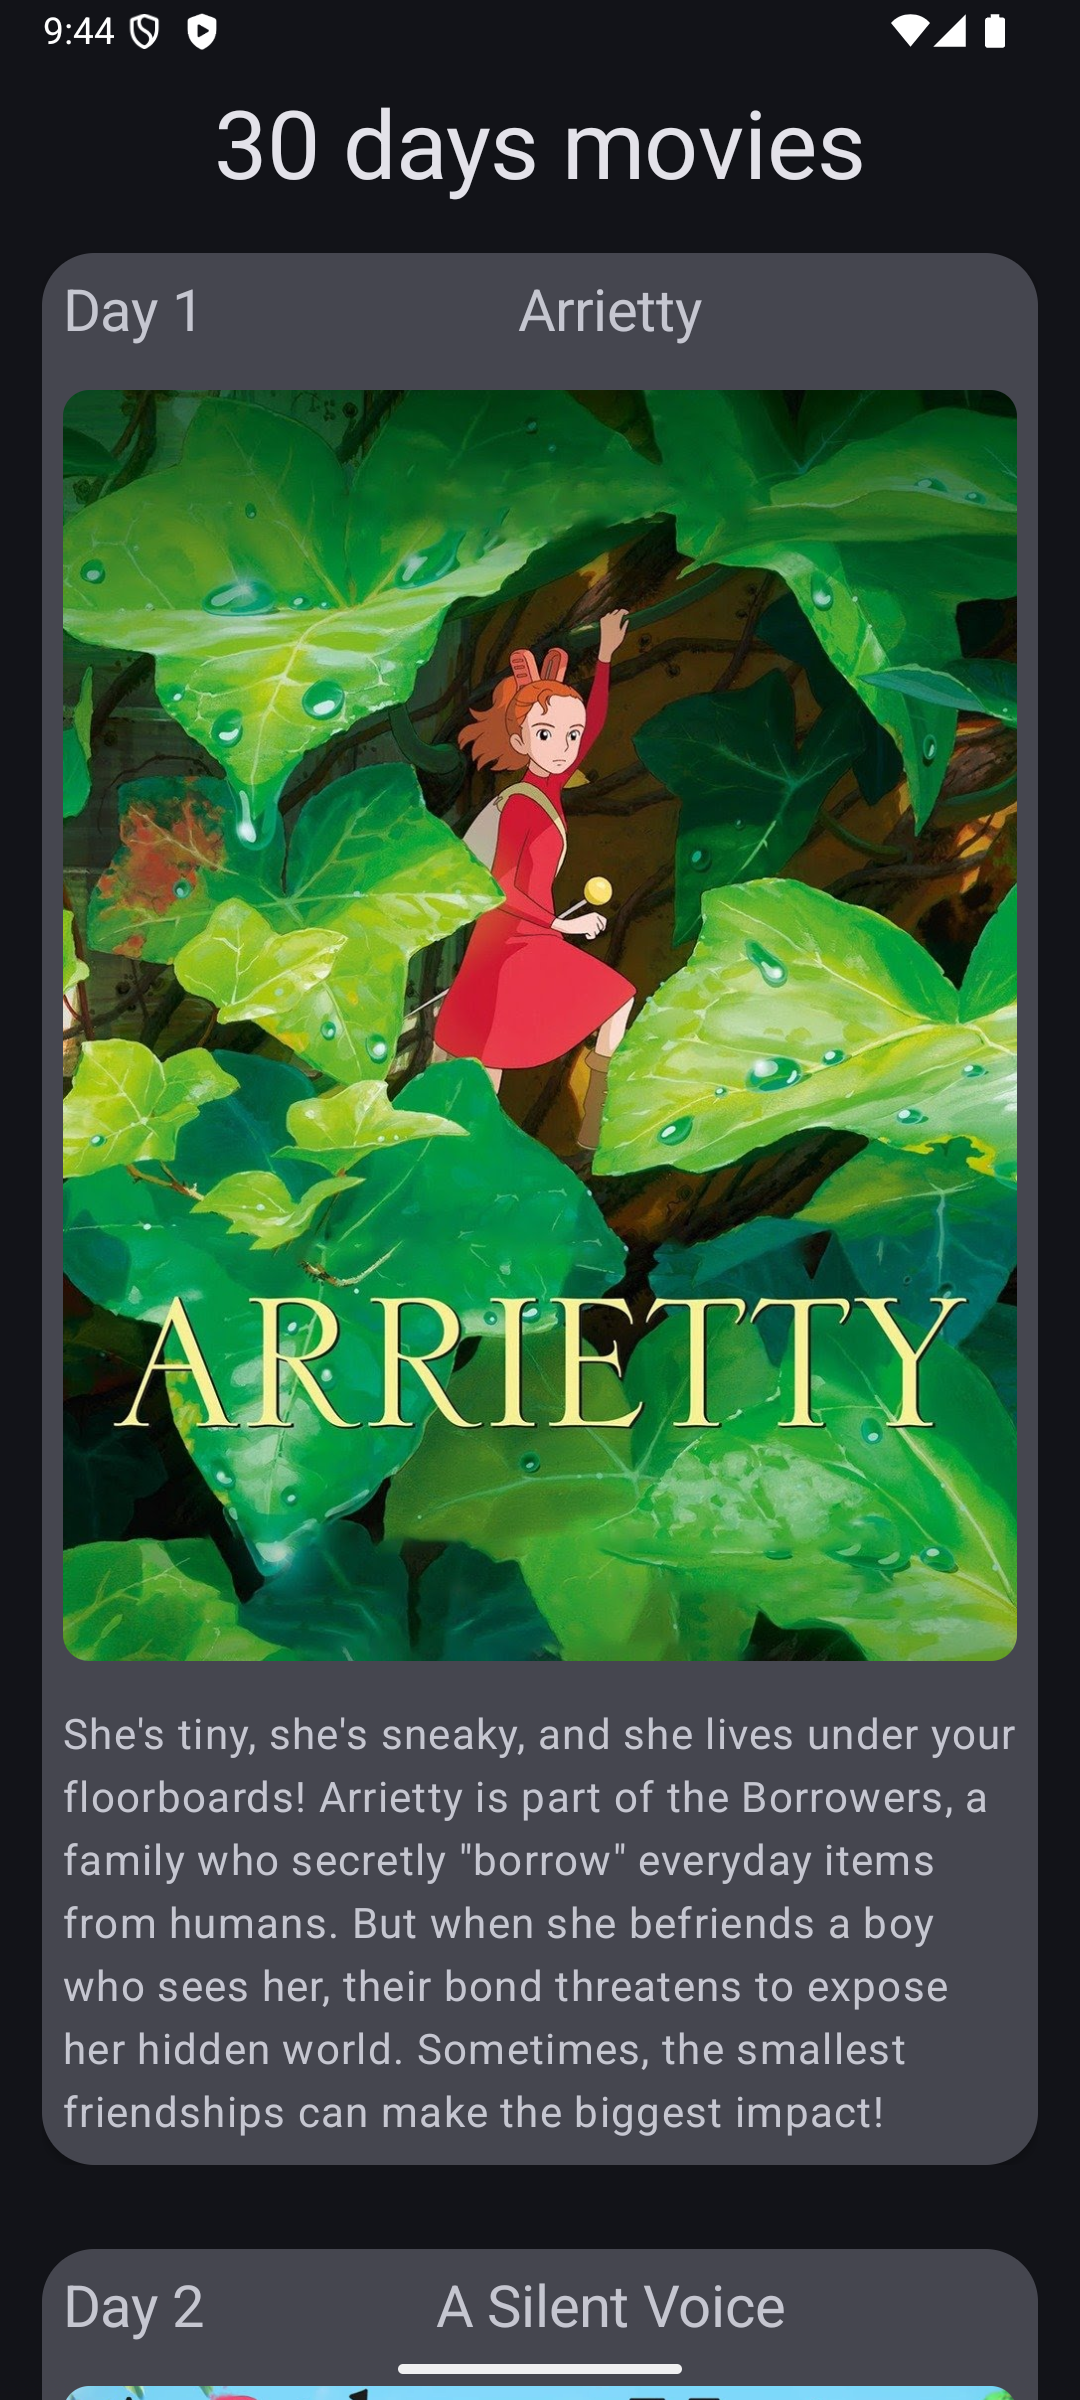 9:44
30 days movies
Day 1
Arrietty
ARRIETTY
She's tiny, she's sneaky, and she lives under your
floorboards! Arrietty is part of the Borrowers, a
family who secretly "borrow" everyday items
from humans. But when she befriends a boy
who sees her, their bond threatens to expose
her hidden world. Sometimes, the smallest
friendships can make the biggest impact!
Day 2
A Silent Voice